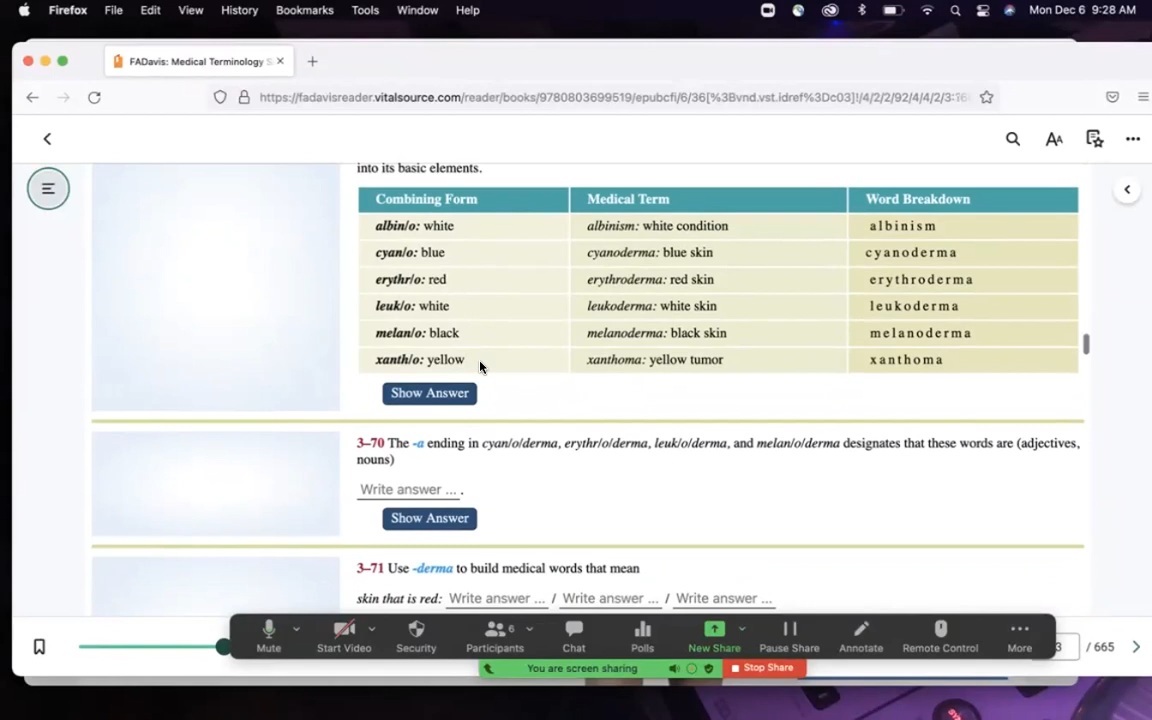 Firefox File Edit View History Bookmarks Tools Window Help Mon Dec 6 9:28 AM
FADavis: Medical Terminology S
https://fadavisreader.vitalsource.com/reader/books/9780803699519/epubcfi/6/36[%3Bvnd.vst.idref%3Dc03]!/4/2/2/92/4/4/2/3:
AA
into its basic elements.
Combining Form Medical Term Word Breakdown
albin/o: white albinism: white condition a l b i n i s m
cyan/o: blue cyanoderma: blue skin c y a n o d e r m a
erythr/o: red erythroderma: red skin e r y t h r o d e r m a
leuk/o: white leukoderma: white skin l e u k o d e r m a
melan/o: black melanoderma: black skin m e l a n o d e r m a
xanth/o: yellow xanthoma: yellow tumor x a n t h o m a
Show Answer
3–70 The -a ending in cyan/o/derma, erythr/o/derma, leuk/o/derma, and melan/o/derma designates that these words are (adjectives,
nouns)
Write answer ... .
Show Answer
3–71 Use -derma to build medical words that mean
skin that is red: Write answer ... / Write answer ... / Write answer ...
6
Mute Start Video Security Participants Chat Polls New Share Pause Share Annotate Remote Control More
3 / 665
You are screen sharing Stop Share